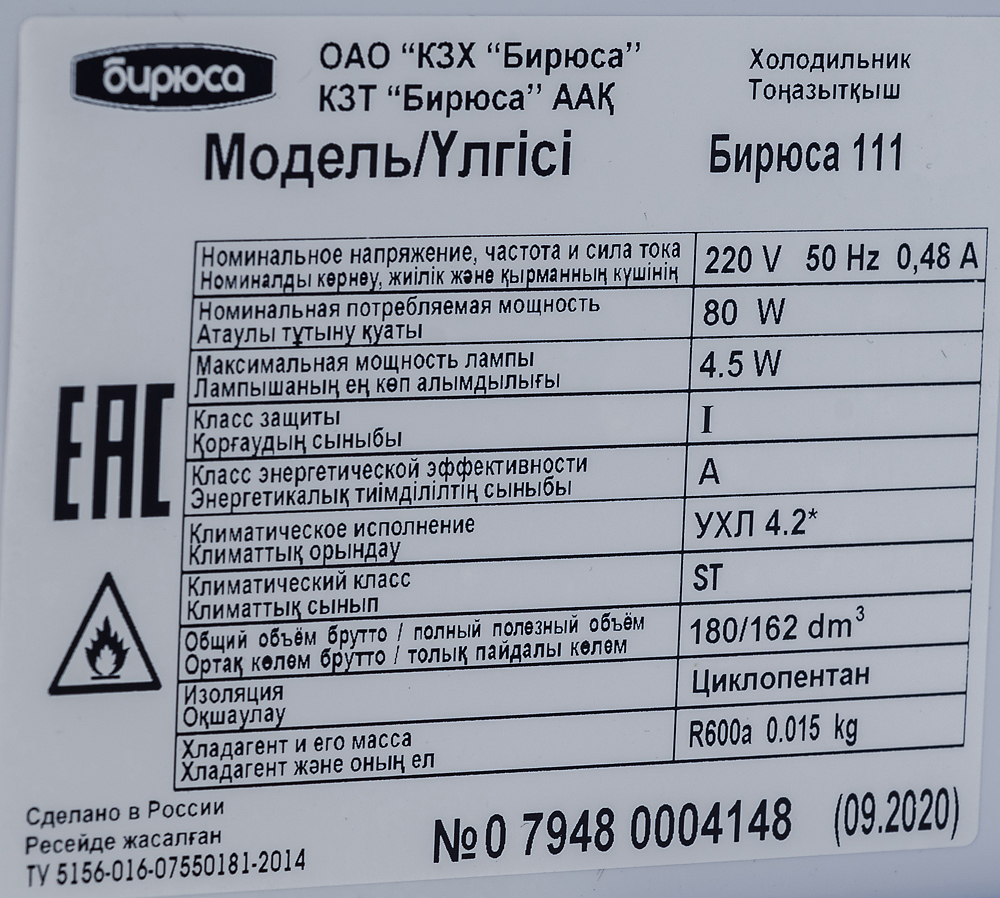 бирюса
ОАО “КЗХ “Бирюса”
КЗТ “Бирюса” ААҚ
Холодильник
Тоңазытқыш
Модель/Үлгісі
Бирюса 111
Номинальное напряжение, частота и сила тока
Номиналды көрнеу, жиілік және қырманның күшінің
220 V 50 Hz 0,48 A
Номинальная потребляемая мощность
Атаулы тұтыну қуаты
80 W
Максимальная мощность лампы
Лампышаның ең көп алымдылығы
4.5 W
Класс защиты
Қорғаудың сыныбы
I
Класс энергетической эффективности
Энергетикалық тиімділілтің сыныбы
A
Климатическое исполнение
Климаттық орындау
УХЛ 4.2*
Климатический класс
Климаттық сынып
ST
Общий объём брутто / полный полезный объём
Ортақ көлем брутто / толық пайдалы көлем
180/162 dm³
Изоляция
Оқшаулау
Циклопентан
Хладагент и его масса
Хладагент және оның ел
R600a 0.015 kg
EAC
Сделано в России
Ресейде жасалған
ТУ 5156-016-07550181-2014
№0 7948 0004148 (09.2020)